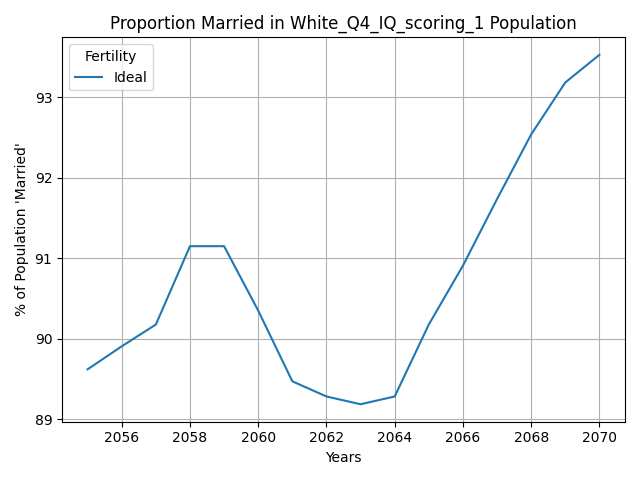 Proportion Married in White_Q4_IQ_scoring_1 Population
Fertility
Ideal
% of Population 'Married'
93
92
91
90
89
2056 2058 2060 2062 2064 2066 2068 2070
Years